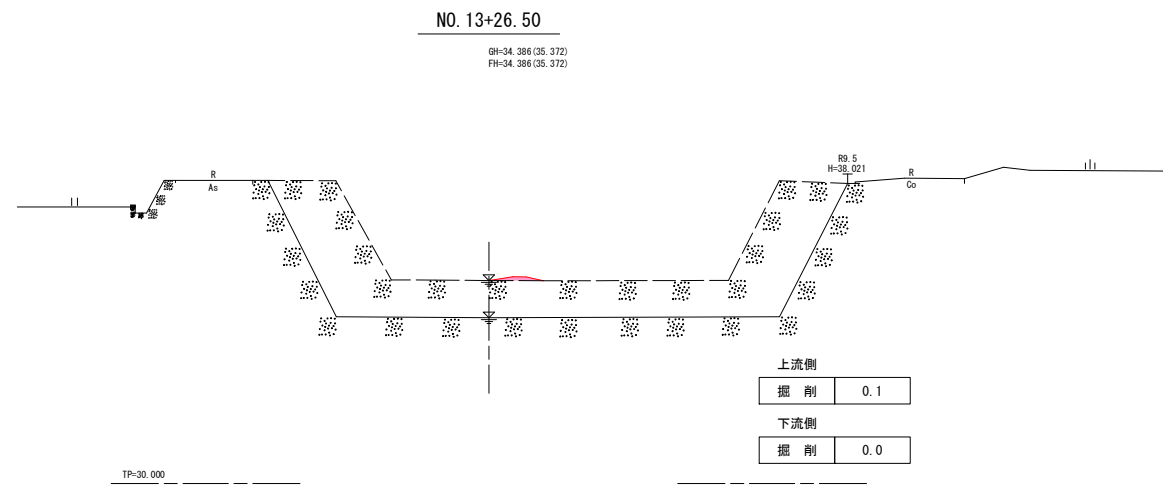 NO. 13+26.50
GH=34.386(35.372)
FH=34.386(35.372)
R9.5
H=38.021
R
As
R
Co
上流側
掘 削 0.1
下流側
掘 削 0.0
TP=30.000